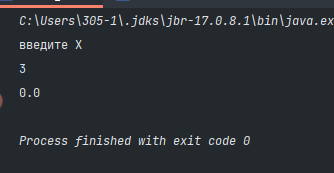 C:\Users\305-1\.jdks\jbr-17.0.8.1\bin\java.ex
введите X
3
0.0
Process finished with exit code 0